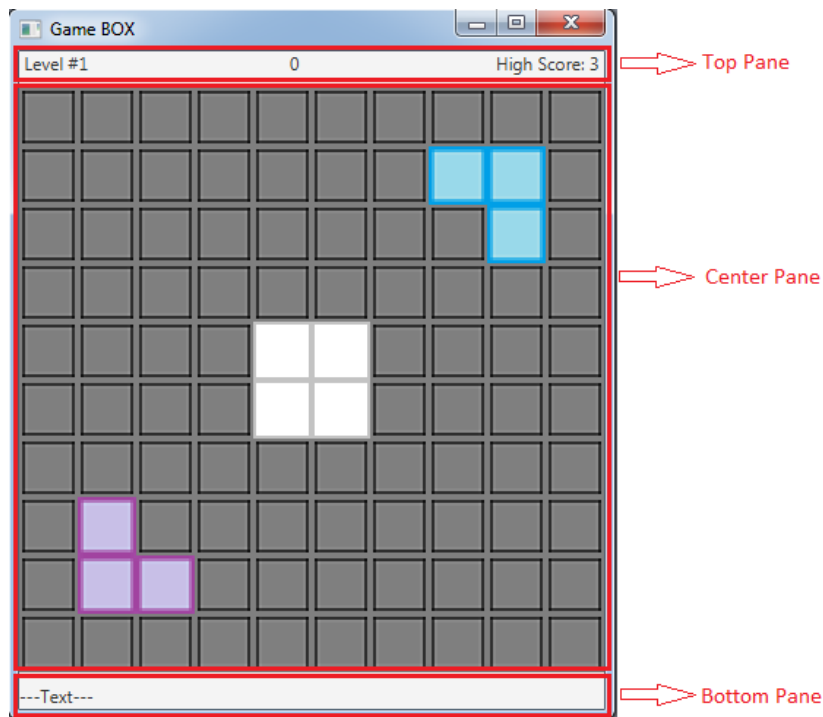 Game BOX
Level #1 0 High Score: 3
Top Pane
Center Pane
---Text---
Bottom Pane